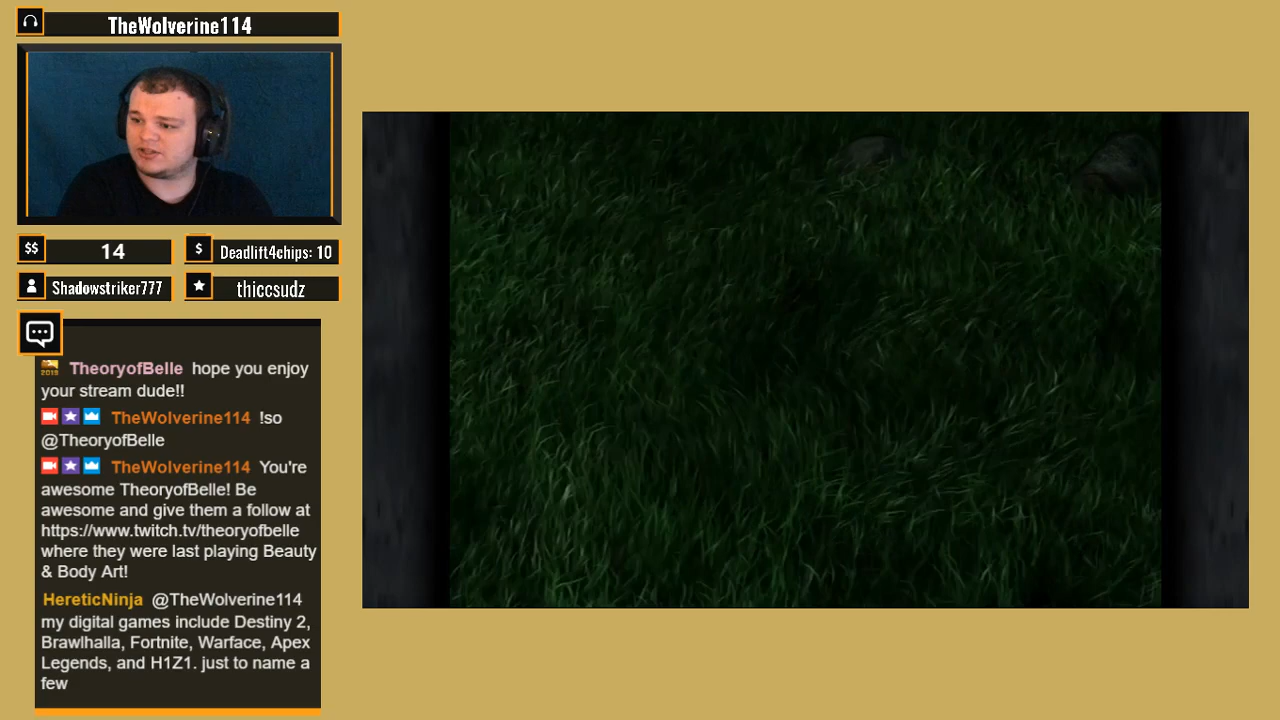 TheWolverine114
$$ 14
$ Deadlift4chips: 10
Shadowstriker777
thiccsudz
2015 TheoryofBelle hope you enjoy
your stream dude!!
TheWolverine114 !so
@TheoryofBelle
TheWolverine114 You're
awesome TheoryofBelle! Be
awesome and give them a follow at
https://www.twitch.tv/theoryofbelle
where they were last playing Beauty
& Body Art!
HereticNinja @TheWolverine114
my digital games include Destiny 2,
Brawlhalla, Fortnite, Warface, Apex
Legends, and H1Z1. just to name a
few